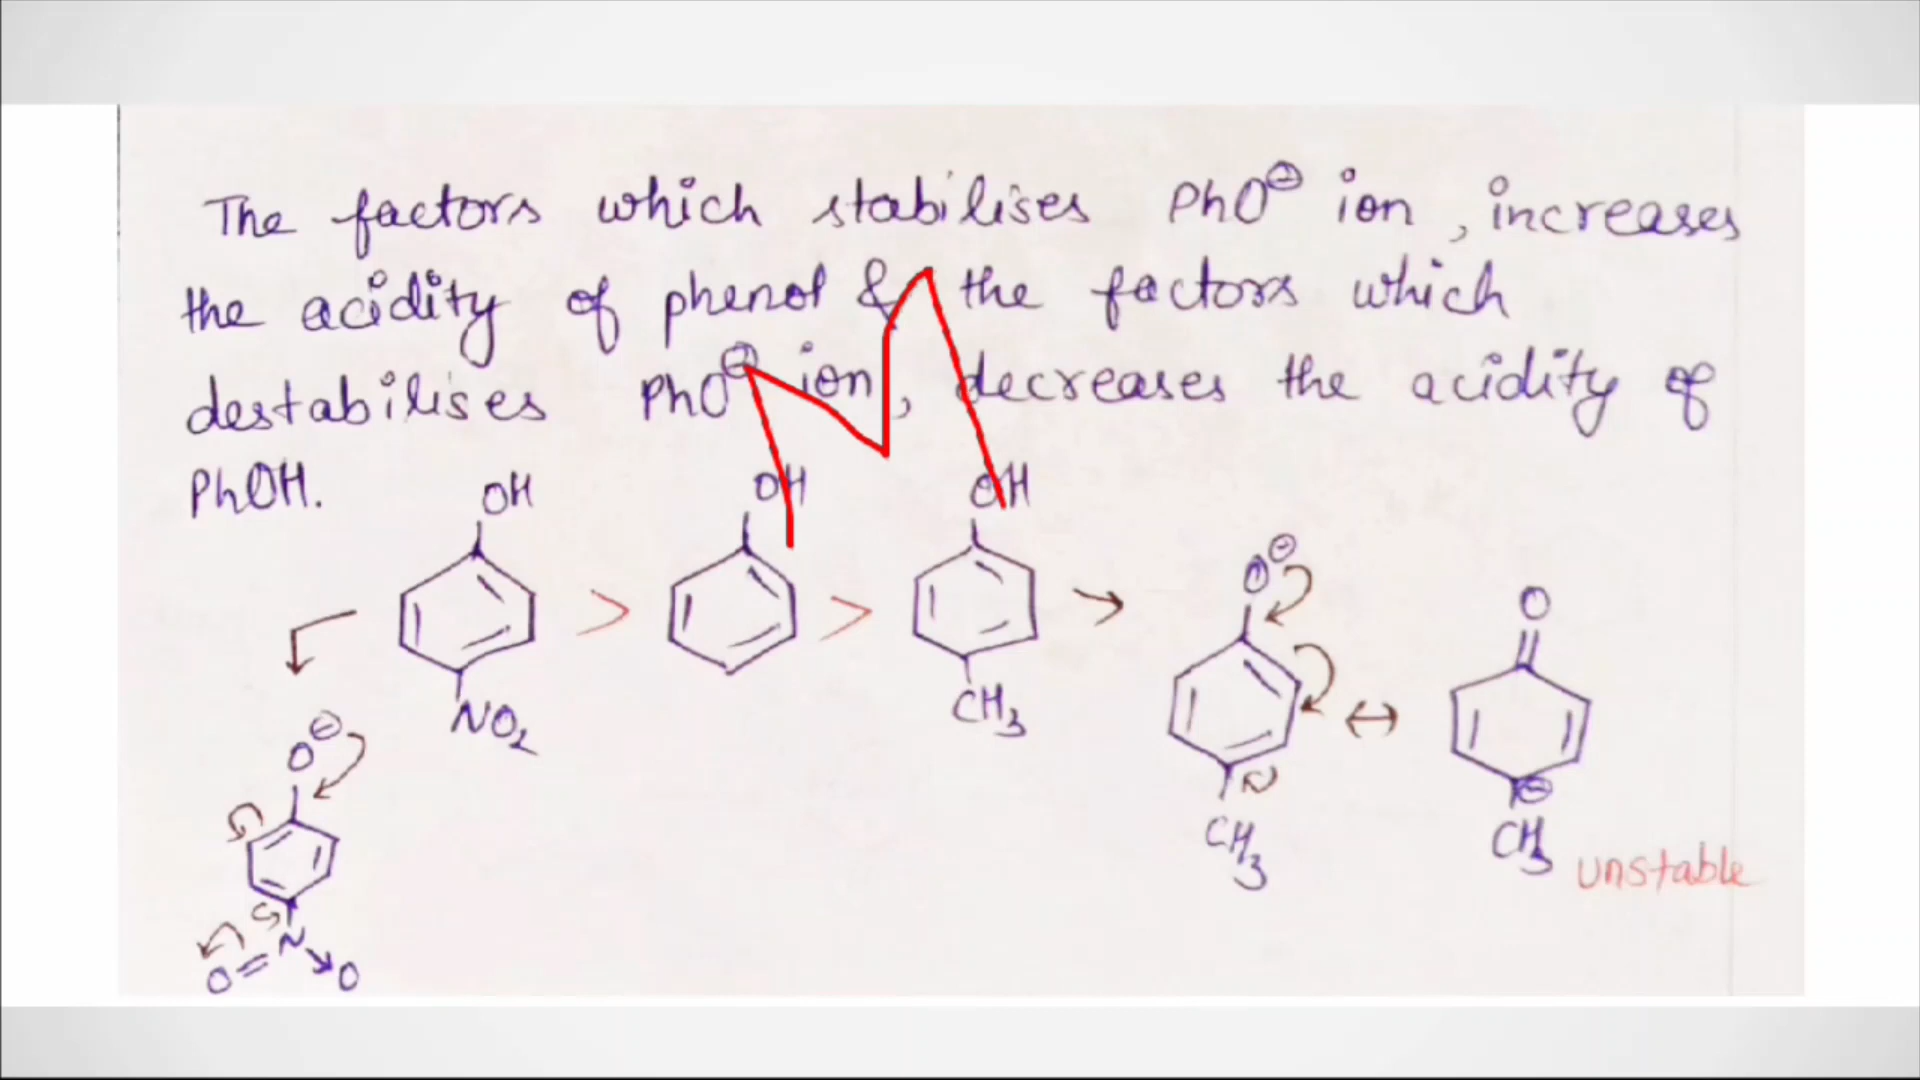 The factors which stabilises PhO⊖ ion, increases
the acidity of phenol & the factors which
destabilises PhO⊖ ion, decreases the acidity of
PhOH.
OH
OH
OH
NO₂
>
>
CH₃
O⊖
CH₃
O
⊖
CH₃
unstable
O⊖
N
O
O